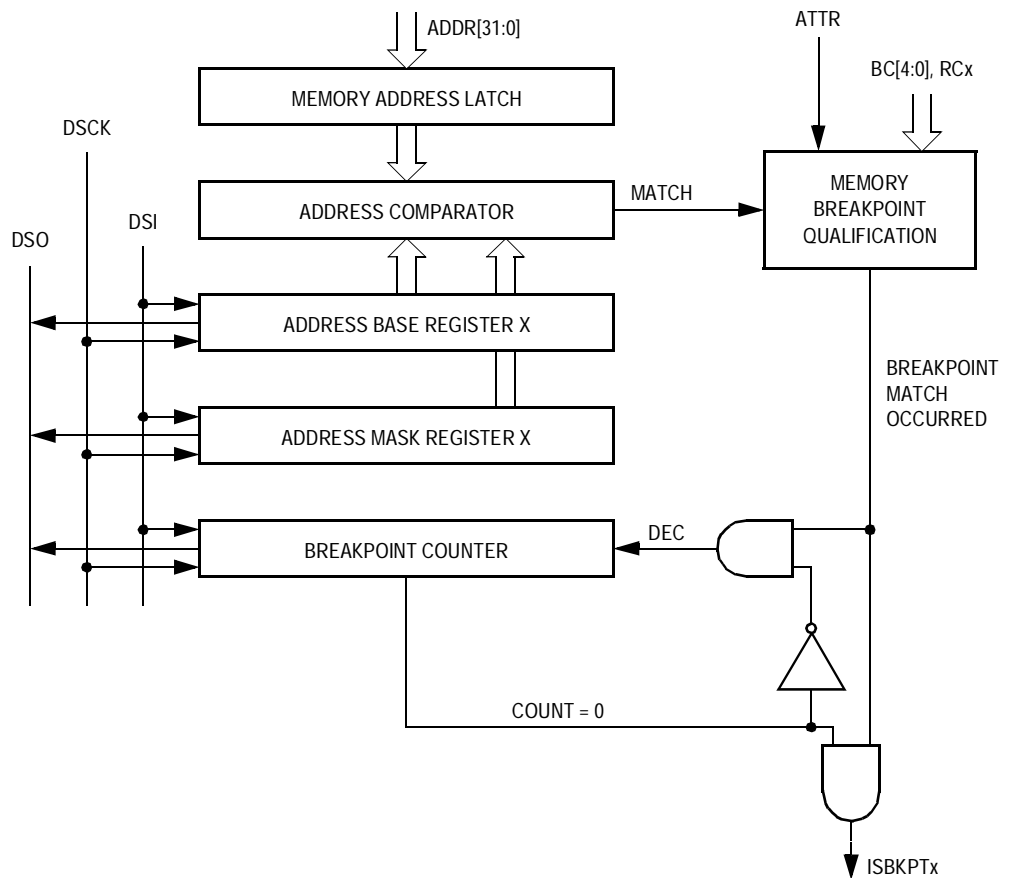 ADDR[31:0]
ATTR
BC[4:0], RCx
MEMORY ADDRESS LATCH
DSCK
MEMORY
BREAKPOINT
QUALIFICATION
MATCH
ADDRESS COMPARATOR
DSI
DSO
ADDRESS BASE REGISTER X
BREAKPOINT
MATCH
OCCURRED
ADDRESS MASK REGISTER X
DEC
BREAKPOINT COUNTER
COUNT = 0
ISBKPTx